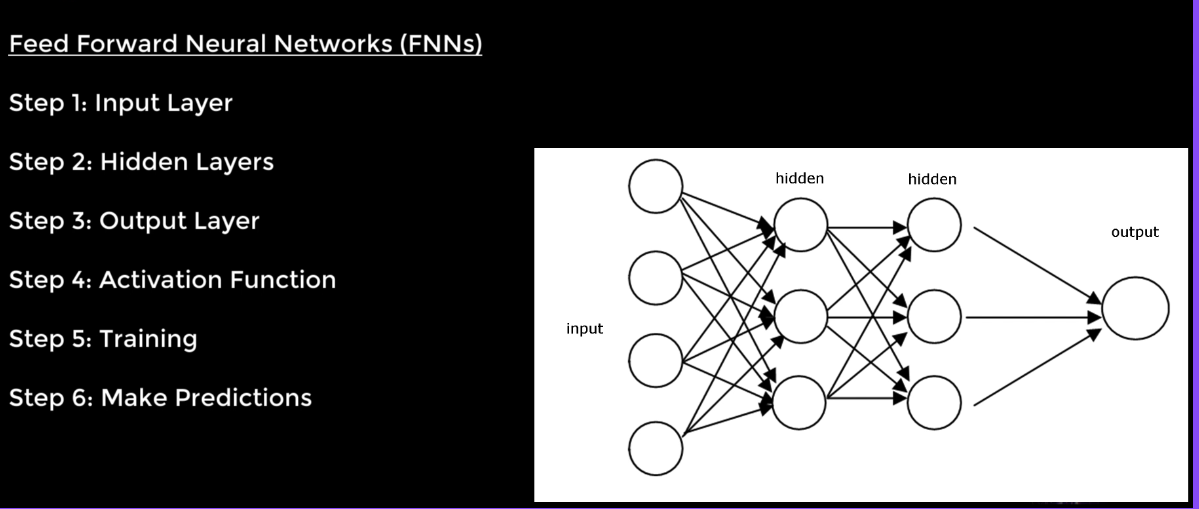 Feed Forward Neural Networks (FNNs)
Step 1: Input Layer
Step 2: Hidden Layers
Step 3: Output Layer
Step 4: Activation Function
Step 5: Training
Step 6: Make Predictions
hidden
hidden
output
input